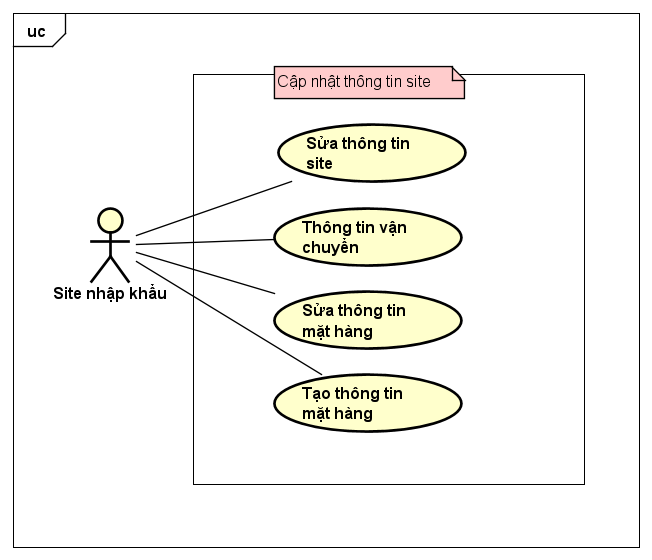 uc
Cập nhật thông tin site
Sửa thông tin
site
Thông tin vận
chuyển
Site nhập khẩu
Sửa thông tin
mặt hàng
Tạo thông tin
mặt hàng